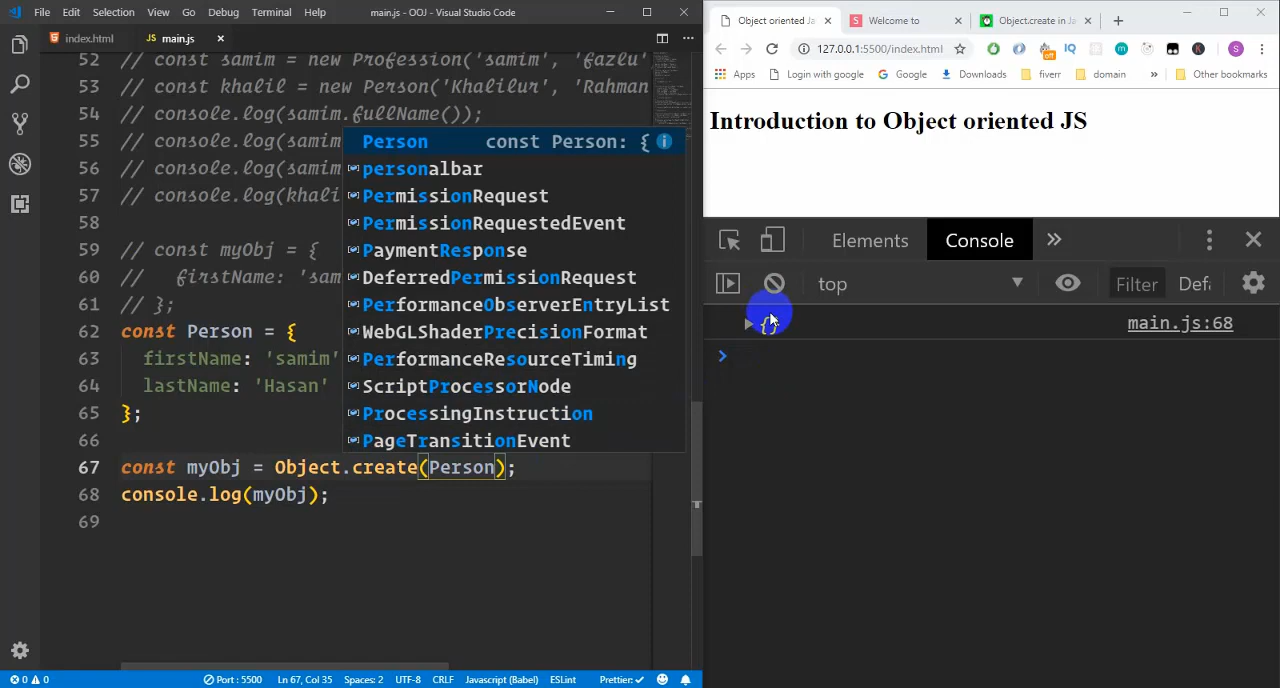 File Edit Selection View Go Debug Terminal Help main.js - OOJ - Visual Studio Code
index.html JS main.js
52 // const samim = new Profession('samim', 'fazlu'
53 // const khalil = new Person('Khalilur', 'Rahman
54 // console.log(samim.fullName());
55 // console.log(samim
56 // console.log(samim
57 // console.log(khali
58
59 // const myObj = {
60 // firstName: 'sam
61 // };
62 const Person = {
63 firstName: 'samim'
64 lastName: 'Hasan'
65 };
66
67 const myObj = Object.create(Person);
68 console.log(myObj);
69
Person const Person: {
personalbar
PermissionRequest
PermissionRequestedEvent
PaymentResponse
DeferredPermissionRequest
PerformanceObserverEntryList
WebGLShaderPrecisionFormat
PerformanceResourceTiming
ScriptProcessorNode
ProcessingInstruction
PageTransitionEvent
0 0 Port : 5500 Ln 67, Col 35 Spaces: 2 UTF-8 CRLF Javascript (Babel) ESLint Prettier: ✓
Object oriented JS S Welcome to Object.create in Ja
127.0.0.1:5500/index.html off IQ m K S
Apps Login with google G Google Downloads fiverr domain » Other bookmarks
Introduction to Object oriented JS
Elements Console »
top Filter Defa
{} main.js:68